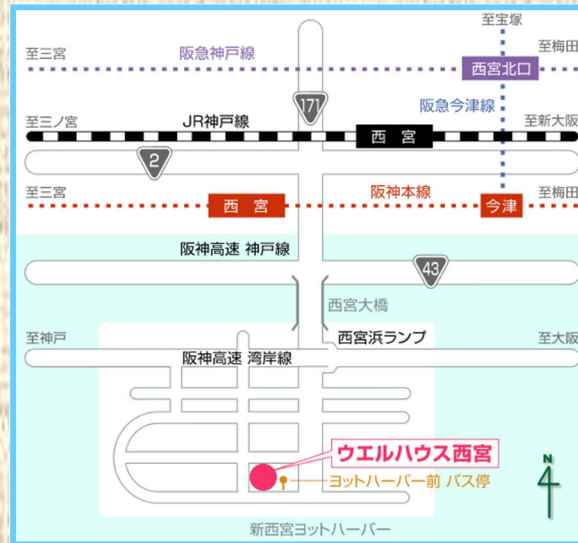 至宝塚
至三宮
阪急神戸線
至梅田
西宮北口
171
阪急今津線
至三ノ宮
JR神戸線
至新大阪
西宮
2
至三宮
阪神本線
至梅田
西宮
今津
阪神高速 神戸線
43
西宮大橋
至神戸
西宮浜ランプ
至大阪
阪神高速 湾岸線
ウエルハウス西宮
N
ヨットハーバー前 バス停
新西宮ヨットハーバー